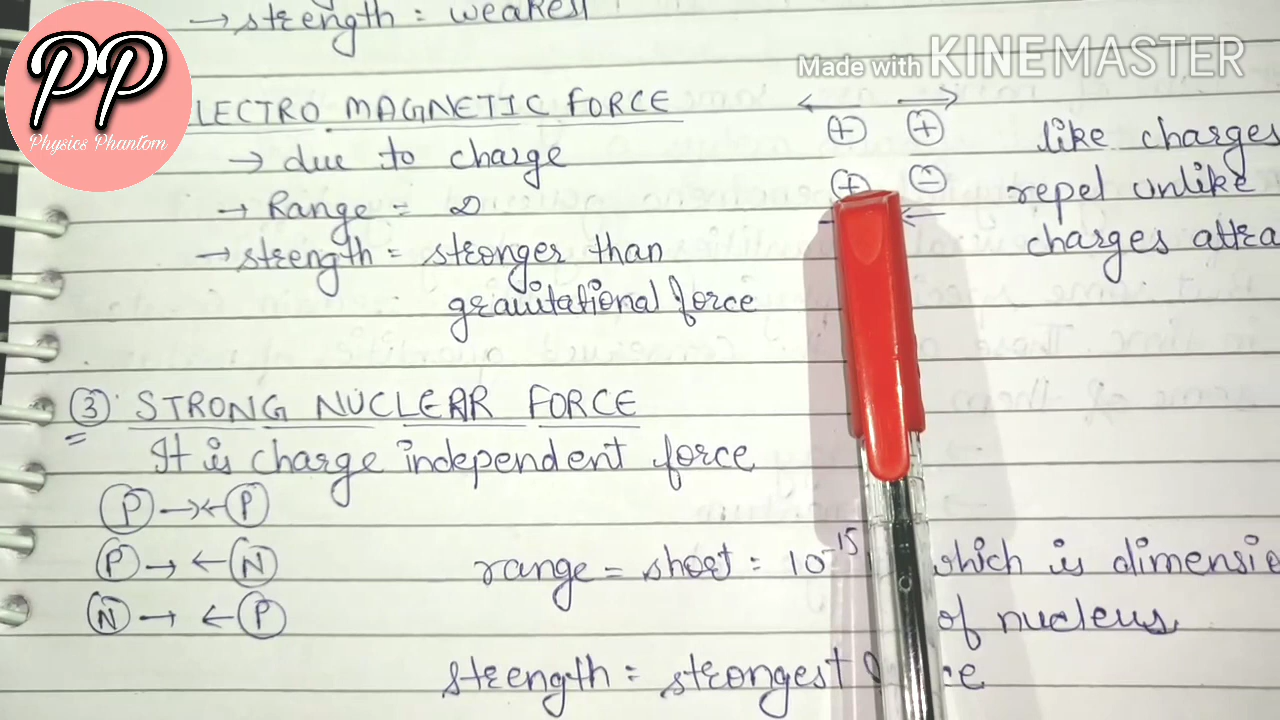 → strength = weakest
PP
Physics Phantom
Made with KINEMASTER
LECTRO MAGNETIC FORCE
→ due to charge
→ Range = ∞
→ strength = stronger than
gravitational force
+ +
+ −
like charges
repel unlike
charges attra
③ STRONG NUCLEAR FORCE
It is charge independent force
P →← P
P → ← N
N → ← P
range = short = 10⁻¹⁵ which is dimensio
of nucleus
strength = strongest